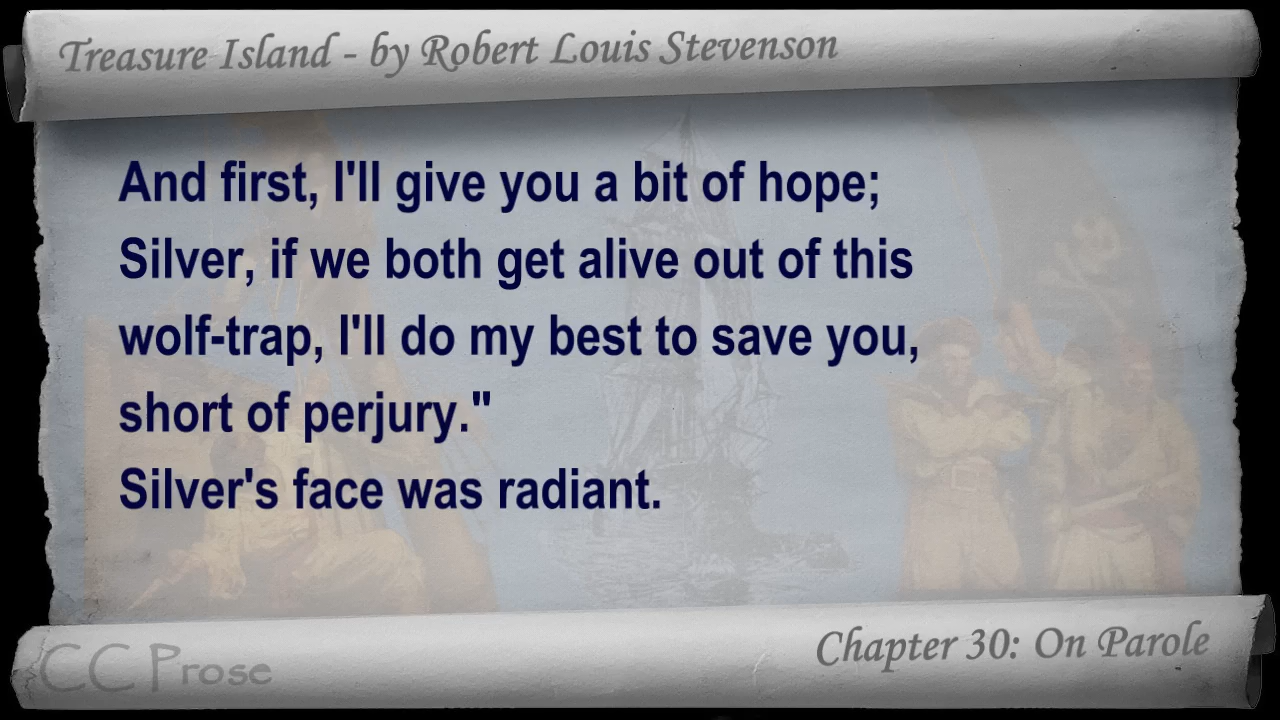 Treasure Island - by Robert Louis Stevenson
And first, I'll give you a bit of hope;
Silver, if we both get alive out of this
wolf-trap, I'll do my best to save you,
short of perjury."
Silver's face was radiant.
Chapter 30: On Parole
CC Prose